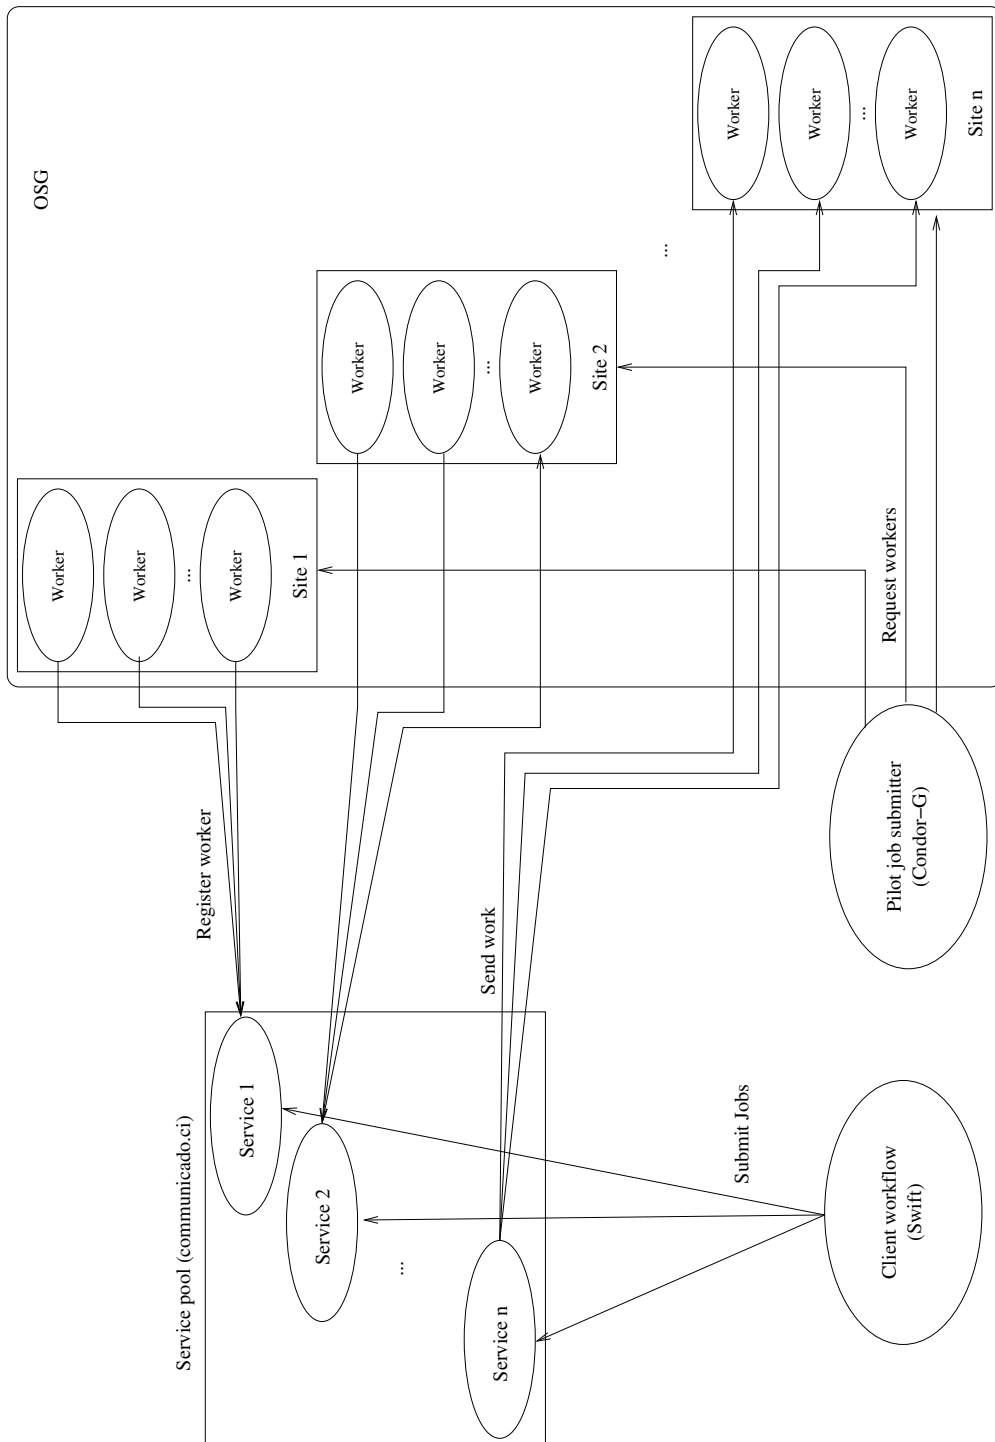 Service pool (communicado.ci)
Service 1
Service 2
...
Service n
Register worker
Send work
Submit Jobs
Client workflow
(Swift)
Pilot job submitter
(Condor−G)
Request workers
OSG
Worker
Worker
...
Worker
Site 1
Worker
Worker
...
Worker
Site 2
...
Worker
Worker
...
Worker
Site n